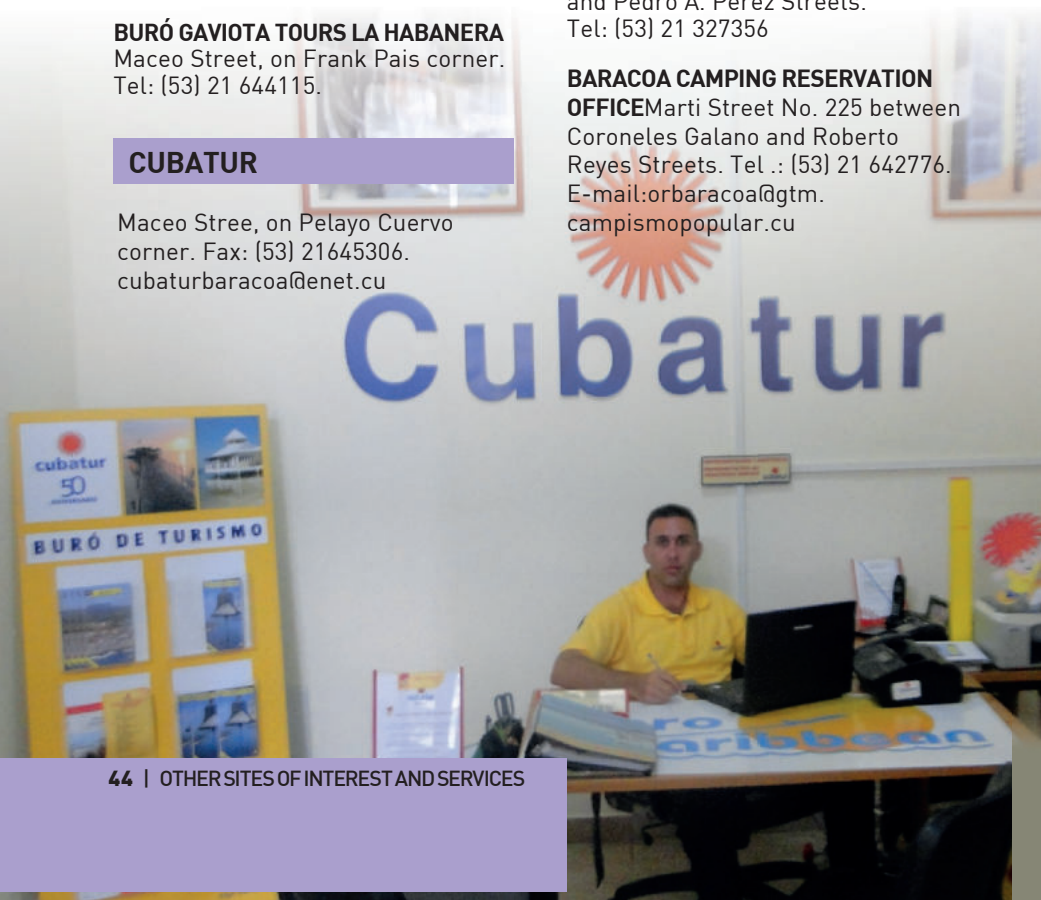 BURÓ GAVIOTA TOURS LA HABANERA
Maceo Street, on Frank Pais corner.
Tel: (53) 21 644115.
CUBATUR
Maceo Stree, on Pelayo Cuervo
corner. Fax: (53) 21645306.
cubaturbaracoa@enet.cu
and Pedro A. Perez Streets.
Tel: (53) 21 327356
BARACOA CAMPING RESERVATION
OFFICEMarti Street No. 225 between
Coroneles Galano and Roberto
Reyes Streets. Tel .: (53) 21 642776.
E-mail:orbaracoa@gtm.
campismopopular.cu
Cubatur
cubatur
50
BURÓ DE TURISMO
ro
aribbean
44 | OTHER SITES OF INTEREST AND SERVICES